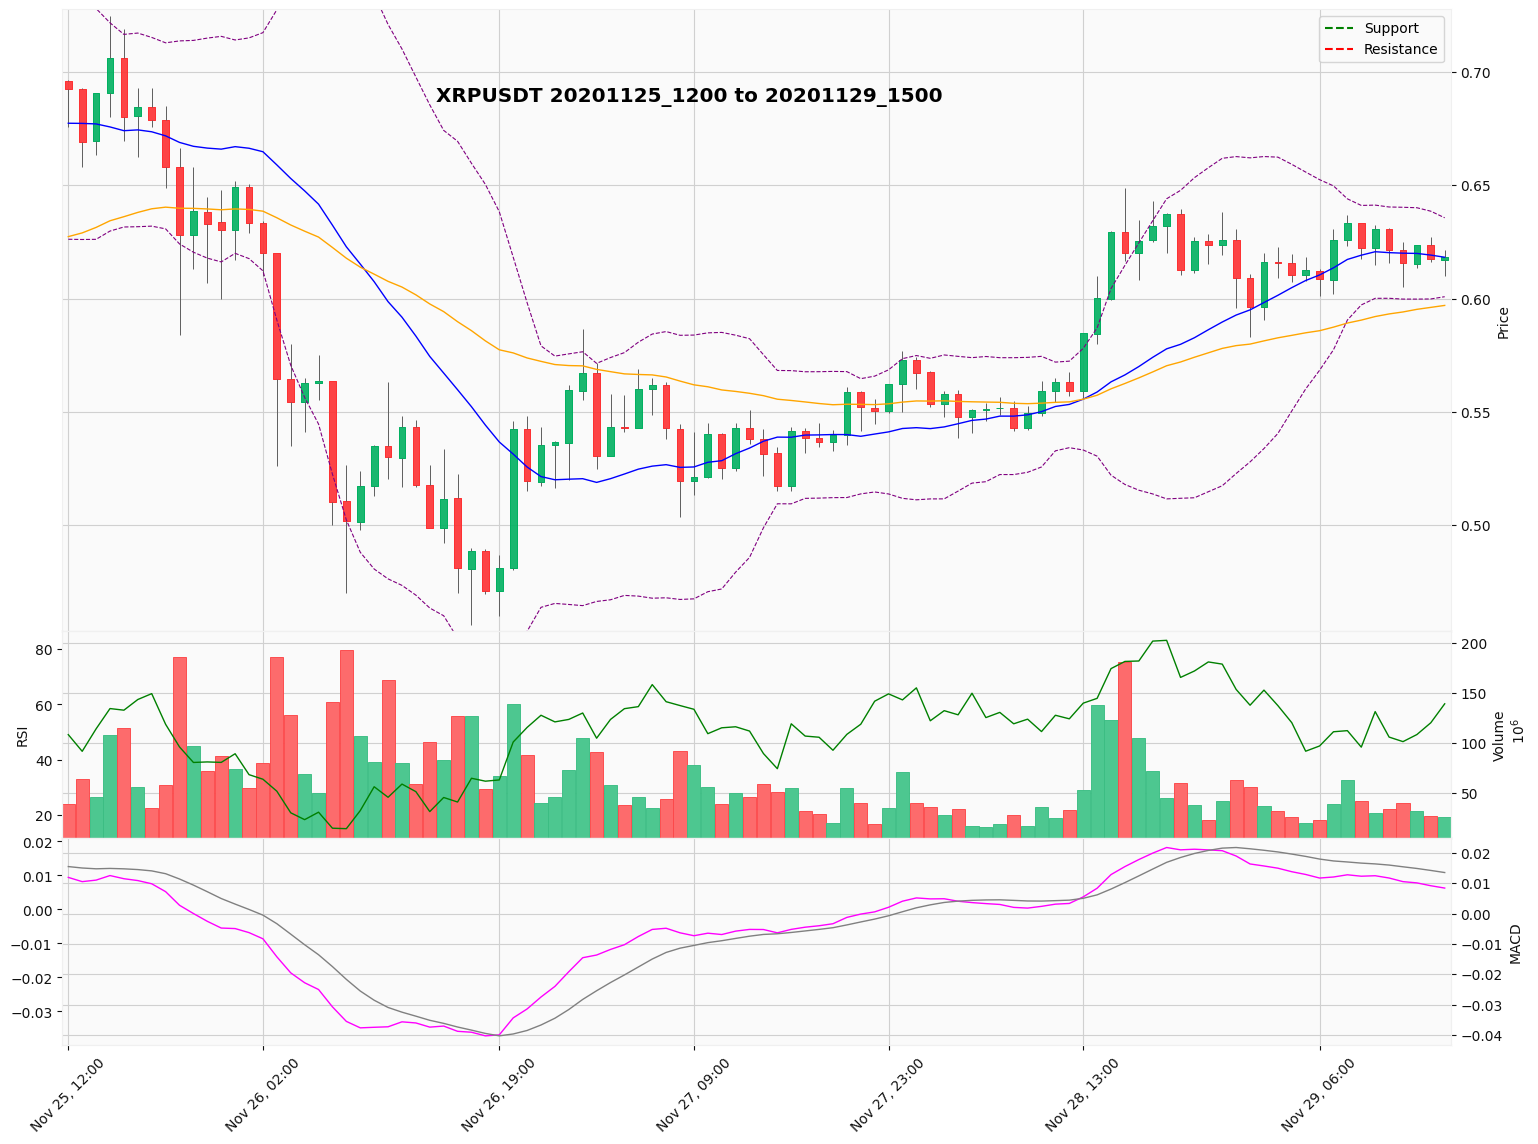 Support
Resistance
XRPUSDT 20201125_1200 to 20201129_1500
0.70
0.65
0.60
0.55
0.50
Price
80
60
40
20
RSI
200
150
100
50
Volume
10^6
0.02
0.01
0.00
−0.01
−0.02
−0.03
0.02
0.01
0.00
−0.01
−0.02
−0.03
−0.04
MACD
Nov 25, 12:00
Nov 26, 02:00
Nov 26, 19:00
Nov 27, 09:00
Nov 27, 23:00
Nov 28, 13:00
Nov 29, 06:00